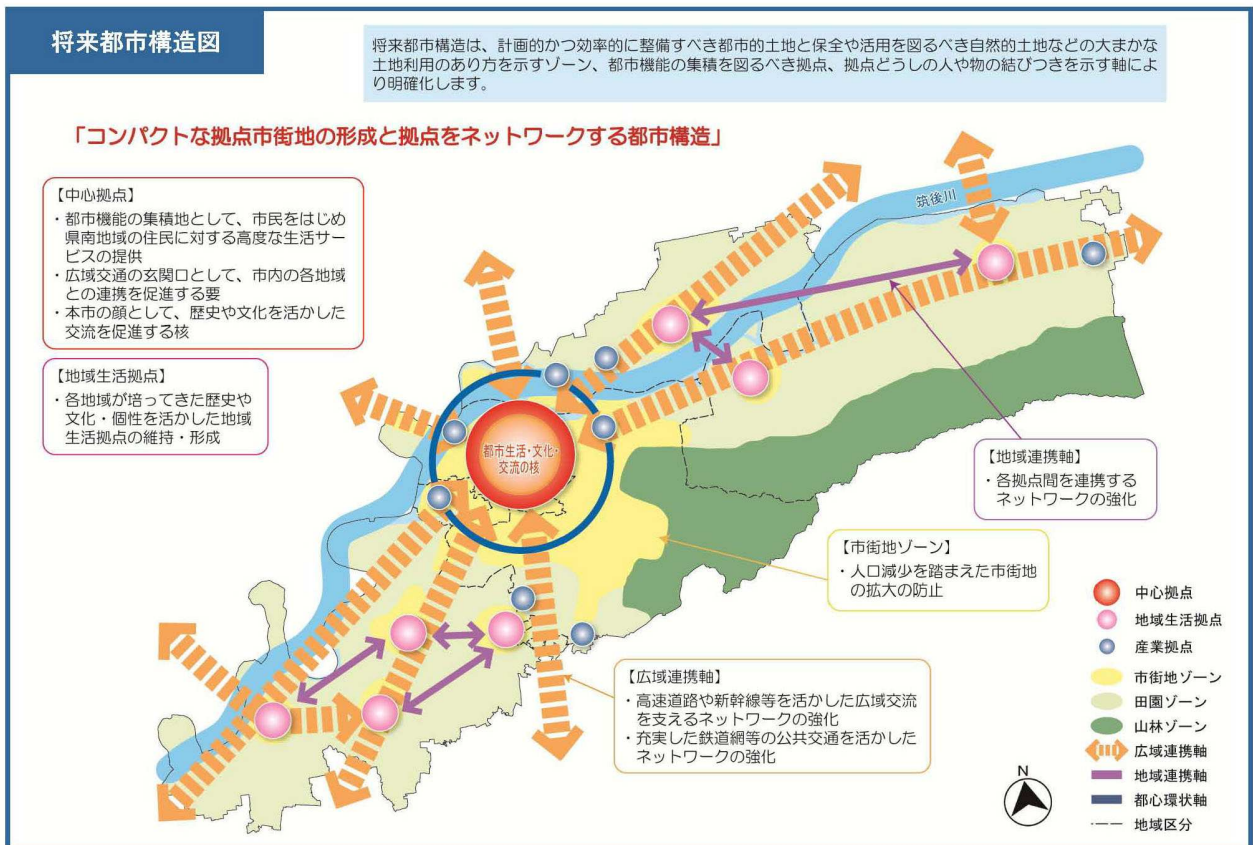 将来都市構造図
将来都市構造は、計画的かつ効率的に整備すべき都市的土地と保全や活用を図るべき自然的土地などの大まかな
土地利用のあり方を示すゾーン、都市機能の集積を図るべき拠点、拠点どうしの人や物の結びつきを示す軸によ
り明確化します。
「コンパクトな拠点市街地の形成と拠点をネットワークする都市構造」
【中心拠点】
・都市機能の集積地として、市民をはじめ
県南地域の住民に対する高度な生活サー
ビスの提供
・広域交通の玄関口として、市内の各地域
との連携を促進する要
・本市の顔として、歴史や文化を活かした
交流を促進する核
【地域生活拠点】
・各地域が培ってきた歴史や
文化・個性を活かした地域
生活拠点の維持・形成
筑後川
都市生活・文化・
交流の核
【地域連携軸】
・各拠点間を連携する
ネットワークの強化
【市街地ゾーン】
・人口減少を踏まえた市街地
の拡大の防止
【広域連携軸】
・高速道路や新幹線等を活かした広域交流
を支えるネットワークの強化
・充実した鉄道網等の公共交通を活かした
ネットワークの強化
N
中心拠点
地域生活拠点
産業拠点
市街地ゾーン
田園ゾーン
山林ゾーン
広域連携軸
地域連携軸
都心環状軸
地域区分